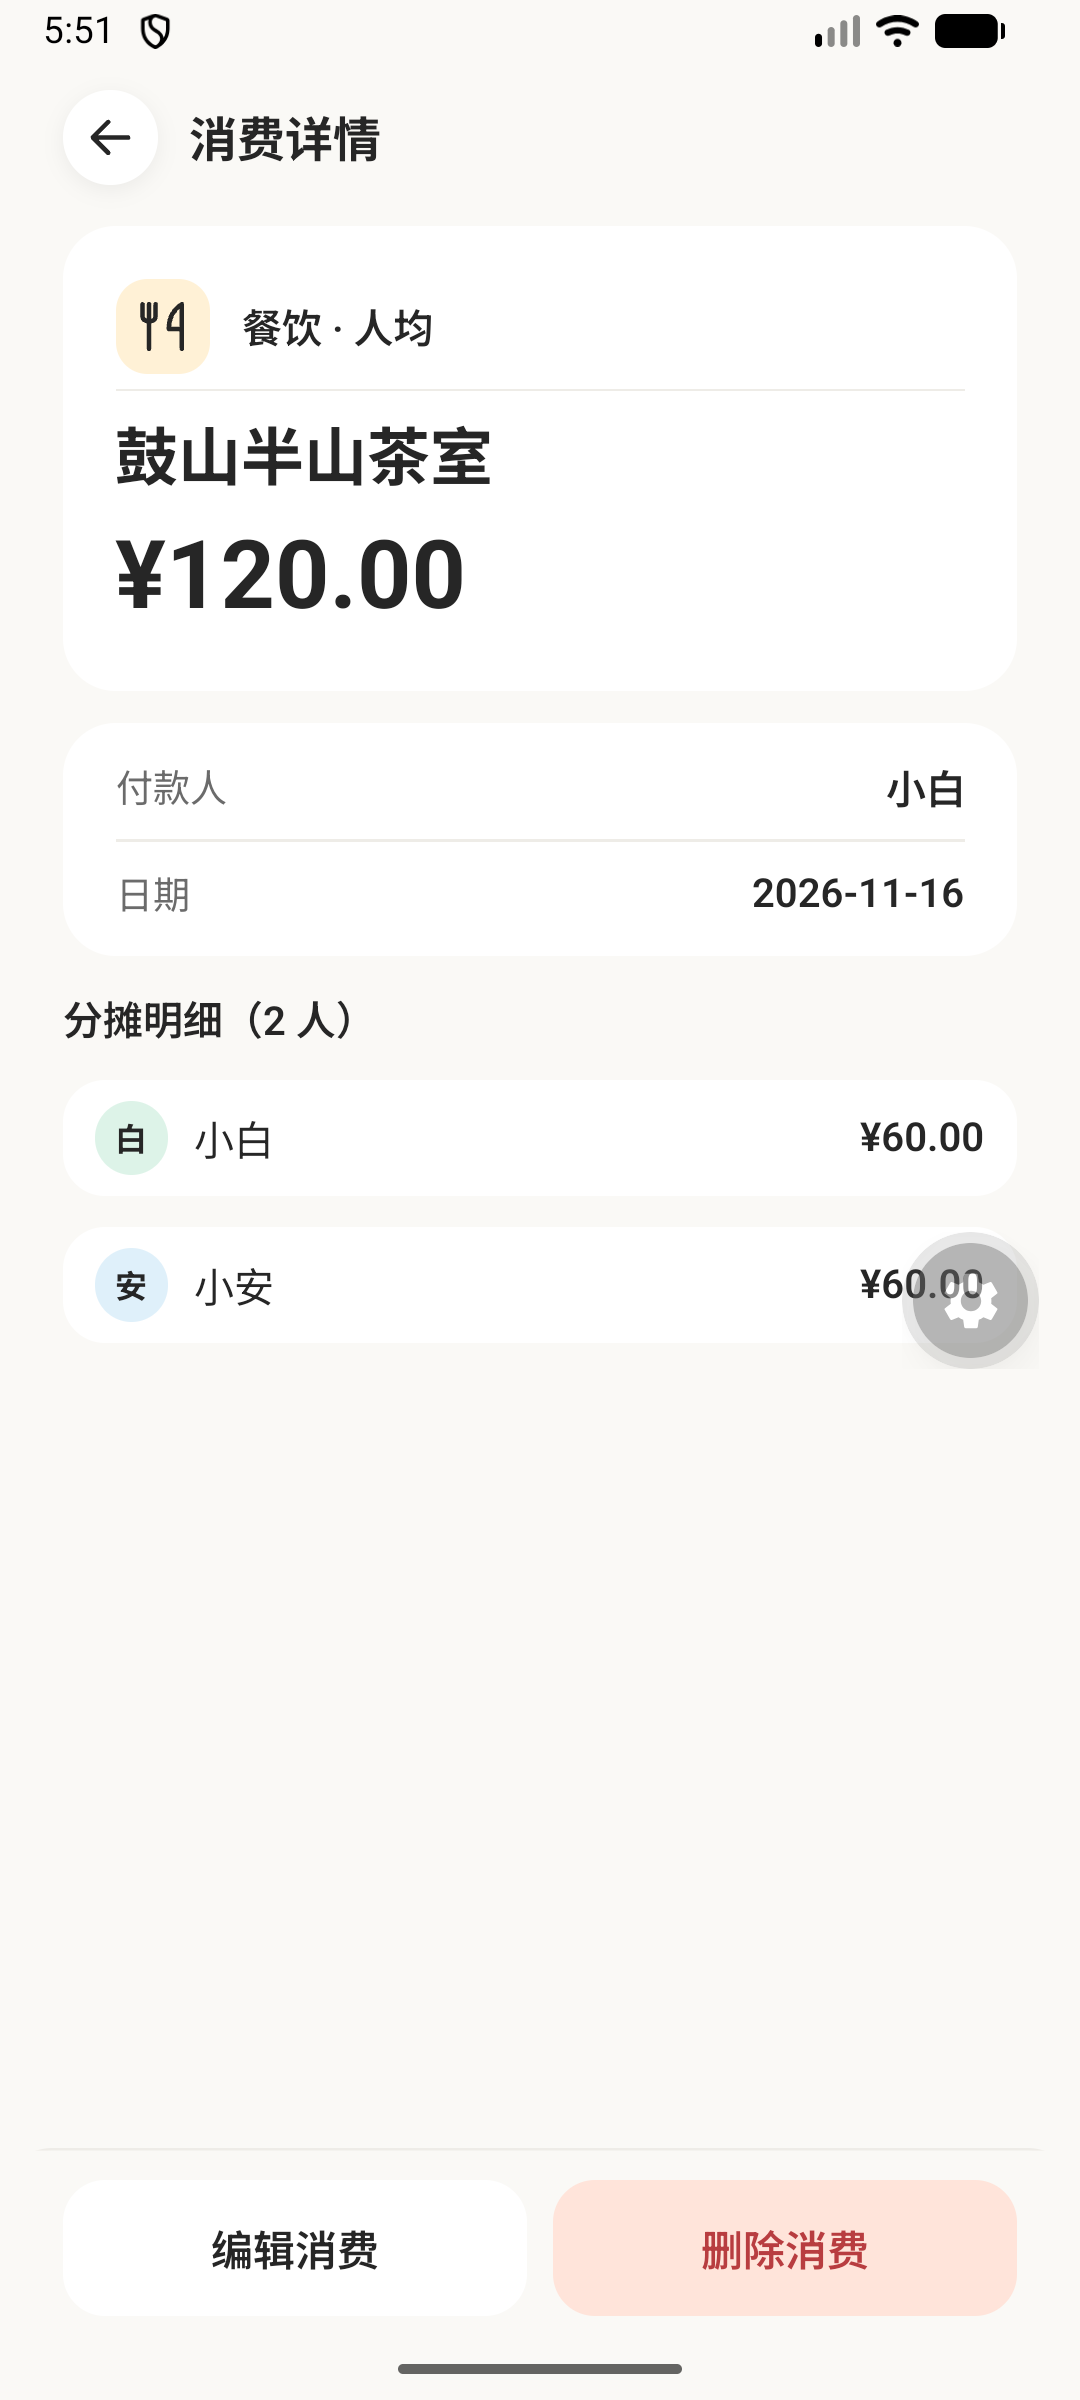 5:51
消费详情
餐饮 · 人均
鼓山半山茶室
¥120.00
付款人 小白
日期 2026-11-16
分摊明细（2 人）
白 小白 ¥60.00
安 小安 ¥60.00
编辑消费 删除消费